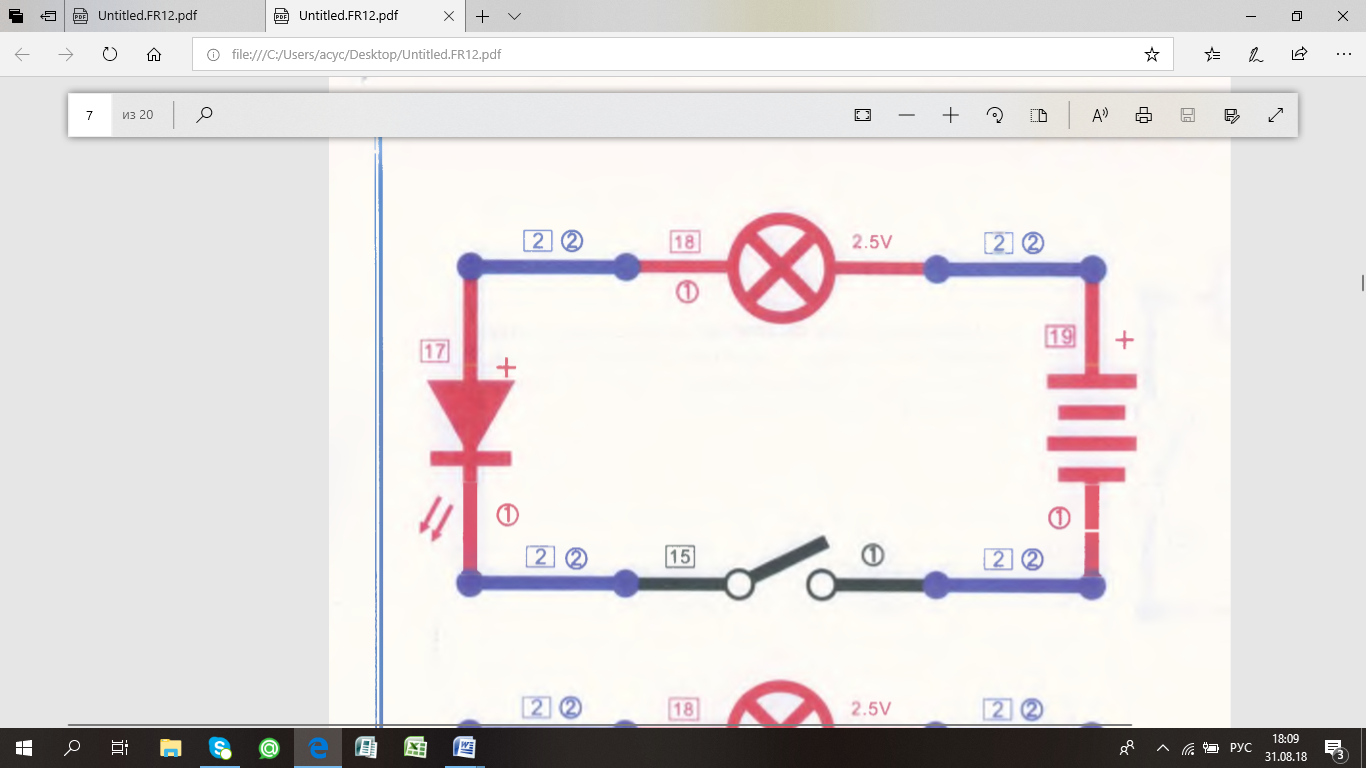 Untitled.FR12.pdf
Untitled.FR12.pdf
file:///C:/Users/acyc/Desktop/Untitled.FR12.pdf
7 из 20
2 ② 18 2.5V 2 ②
①
17 + 19 +
① ①
2 ② 15 ① 2 ②
2 ② 18 2.5V 2 ②
РУС
18:09
31.08.18
3